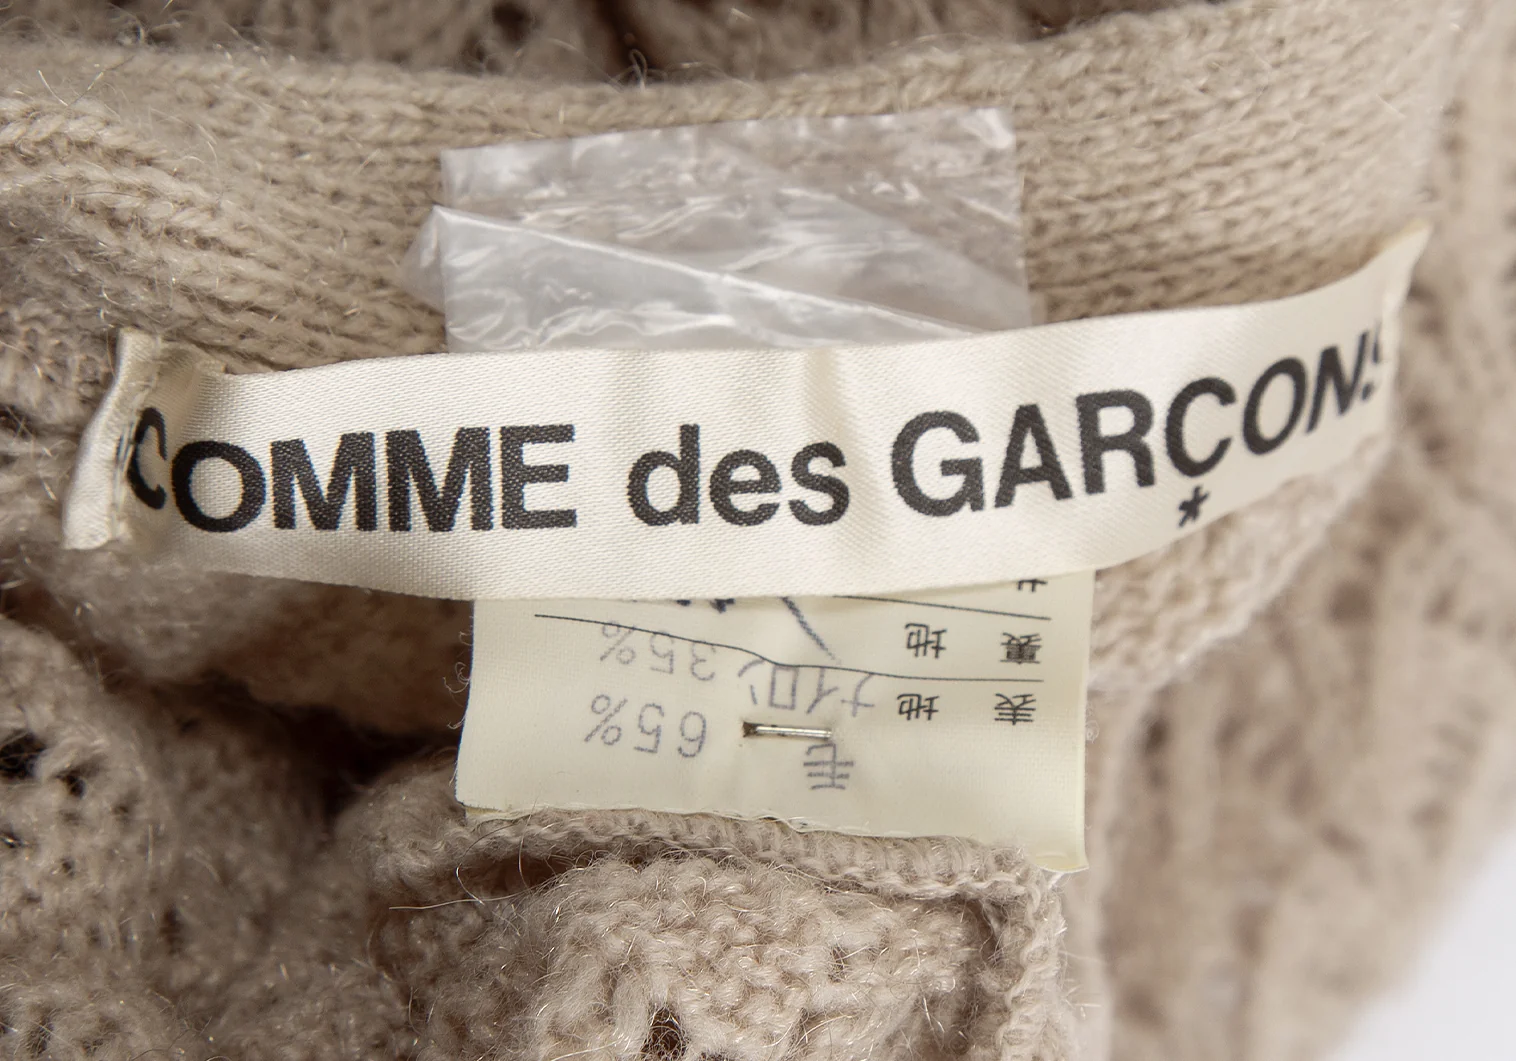 COMME des GARCONS
*
表 地 毛 65%
ナイロン 35%
裏 地